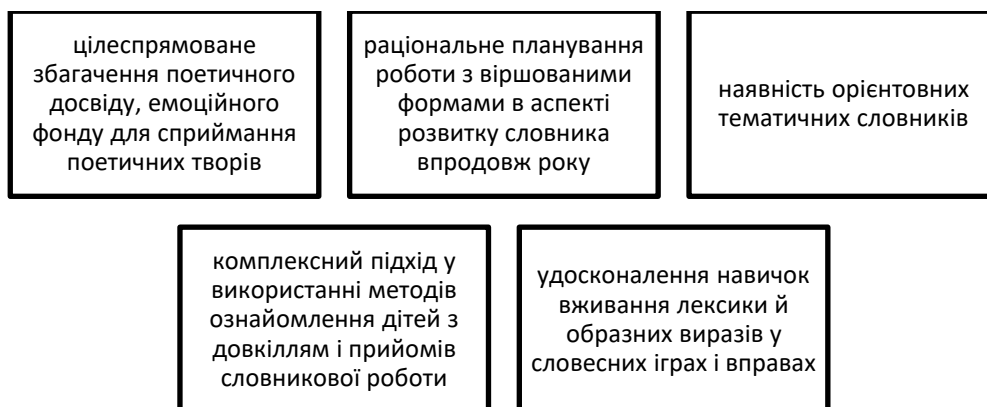 цілеспрямоване
збагачення поетичного
досвіду, емоційного
фонду для сприймання
поетичних творів
раціональне планування
роботи з віршованими
формами в аспекті
розвитку словника
впродовж року
наявність орієнтовних
тематичних словників
комплексний підхід у
використанні методів
ознайомлення дітей з
довкіллям і прийомів
словникової роботи
удосконалення навичок
вживання лексики й
образних виразів у
словесних іграх і вправах